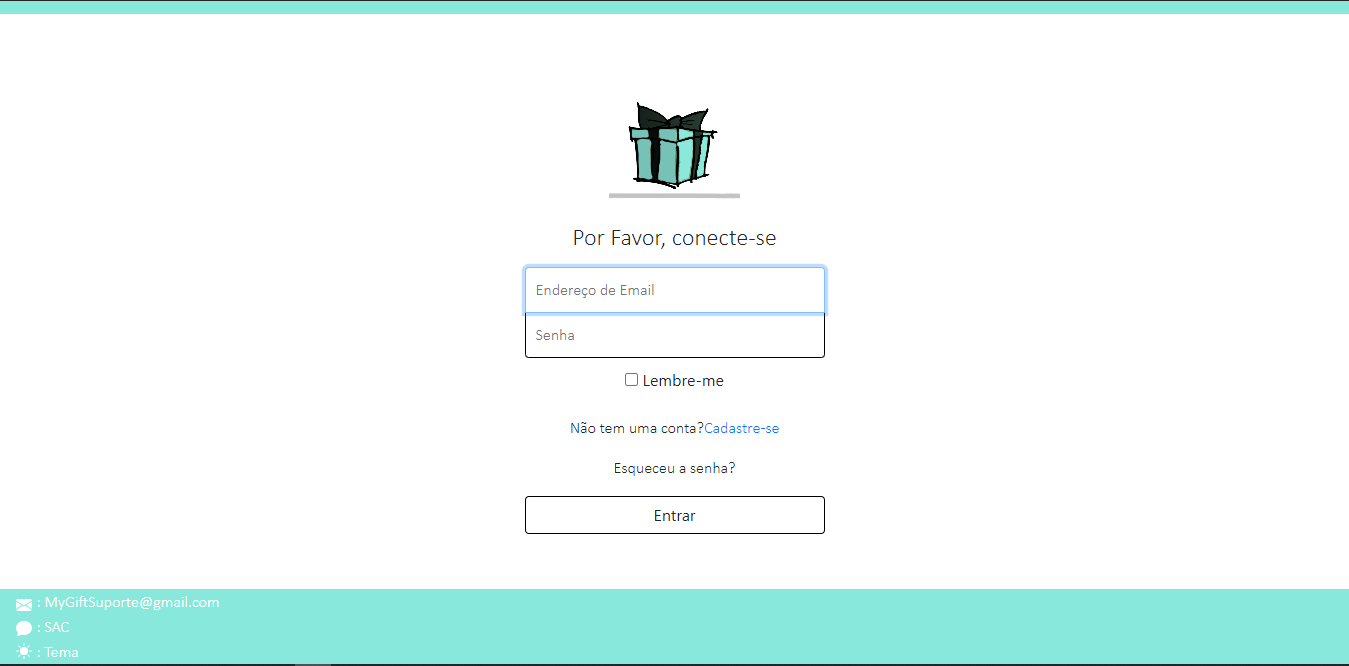 Por Favor, conecte-se
Endereço de Email
Senha
Lembre-me
Não tem uma conta?Cadastre-se
Esqueceu a senha?
Entrar
: MyGiftSuporte@gmail.com
: SAC
: Tema